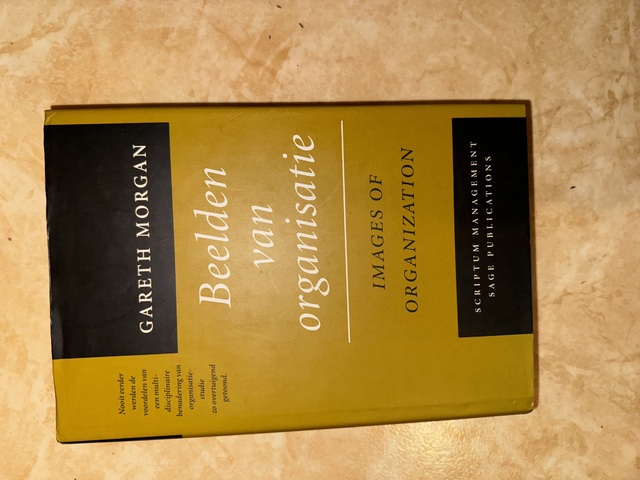 GARETH MORGAN
Nooit eerder
werden de
voordelen van
een multi-
disciplinaire
benadering van
organisatie-
studie
zo overtuigend
getoond.
Beelden
van
organisatie
IMAGES OF
ORGANIZATION
SCRIPTUM MANAGEMENT
SAGE PUBLICATIONS